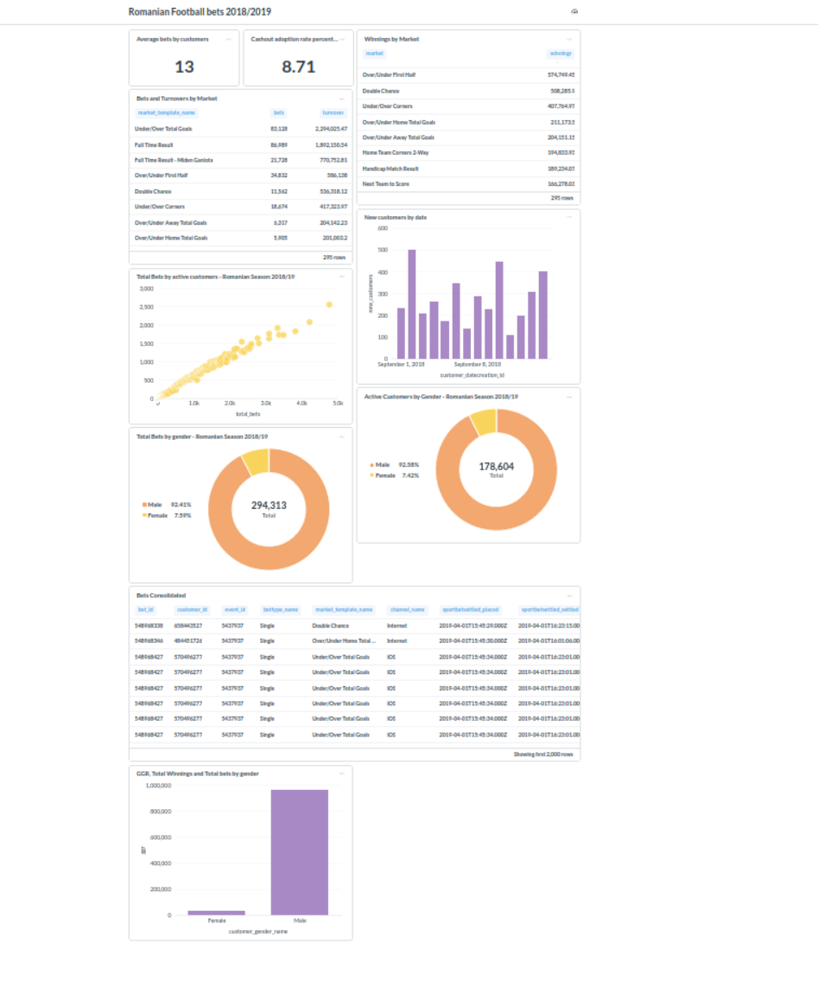 Romanian Football bets 2018/2019
Average bets by customers
13
Cashout adoption rate percent...
8.71
Winnings by Market
market winnings
Over/Under First Half 574,749.45
Double Chance 508,285.9
Under/Over Corners 407,764.97
Over/Under Home Total Goals 211,173.5
Over/Under Away Total Goals 204,151.15
Home Team Corners 2-Way 194,833.93
Handicap Match Result 189,234.07
Next Team to Score 166,278.02
295 rows
Bets and Turnovers by Market
market_template_name bets turnover
Under/Over Total Goals 83,128 2,294,025.47
Full Time Result 86,989 1,892,150.54
Full Time Result - Miden Ganiota 21,728 770,752.81
Over/Under First Half 34,832 586,138
Double Chance 11,562 536,318.12
Under/Over Corners 18,674 417,323.97
Over/Under Away Total Goals 6,317 204,142.23
Over/Under Home Total Goals 5,905 201,003.2
295 rows
New customers by date
600
500
400
300
200
100
0
new_customers
September 1, 2018 September 8, 2018
customer_datecreation_id
Total Bets by active customers - Romanian Season 2018/19
3,000
2,500
2,000
1,500
1,000
500
0
1.0k 2.0k 3.0k 4.0k 5.0k
total_bets
Active Customers by Gender - Romanian Season 2018/19
Male 92.58%
Female 7.42%
178,604
Total
Total Bets by gender - Romanian Season 2018/19
Male 92.41%
Female 7.59%
294,313
Total
Bets Consolidated
bet_id customer_id event_id bettype_name market_template_name channel_name sportbetsettled_placed sportbetsettled_settled
548968338 658443527 5437937 Single Double Chance Internet 2019-04-01T15:45:29.000Z 2019-04-01T16:23:15.00
548968346 484451726 5437937 Single Over/Under Home Total ... Internet 2019-04-01T15:45:30.000Z 2019-04-01T16:01:06.00
548968427 570496277 5437937 Single Under/Over Total Goals IOS 2019-04-01T15:45:34.000Z 2019-04-01T16:23:01.00
548968427 570496277 5437937 Single Under/Over Total Goals IOS 2019-04-01T15:45:34.000Z 2019-04-01T16:23:01.00
548968427 570496277 5437937 Single Under/Over Total Goals IOS 2019-04-01T15:45:34.000Z 2019-04-01T16:23:01.00
548968427 570496277 5437937 Single Under/Over Total Goals IOS 2019-04-01T15:45:34.000Z 2019-04-01T16:23:01.00
548968427 570496277 5437937 Single Under/Over Total Goals IOS 2019-04-01T15:45:34.000Z 2019-04-01T16:23:01.00
548968427 570496277 5437937 Single Under/Over Total Goals IOS 2019-04-01T15:45:34.000Z 2019-04-01T16:23:01.00
Showing first 2,000 rows
GGR, Total Winnings and Total bets by gender
1,000,000
800,000
600,000
400,000
200,000
0
Female Male
customer_gender_name